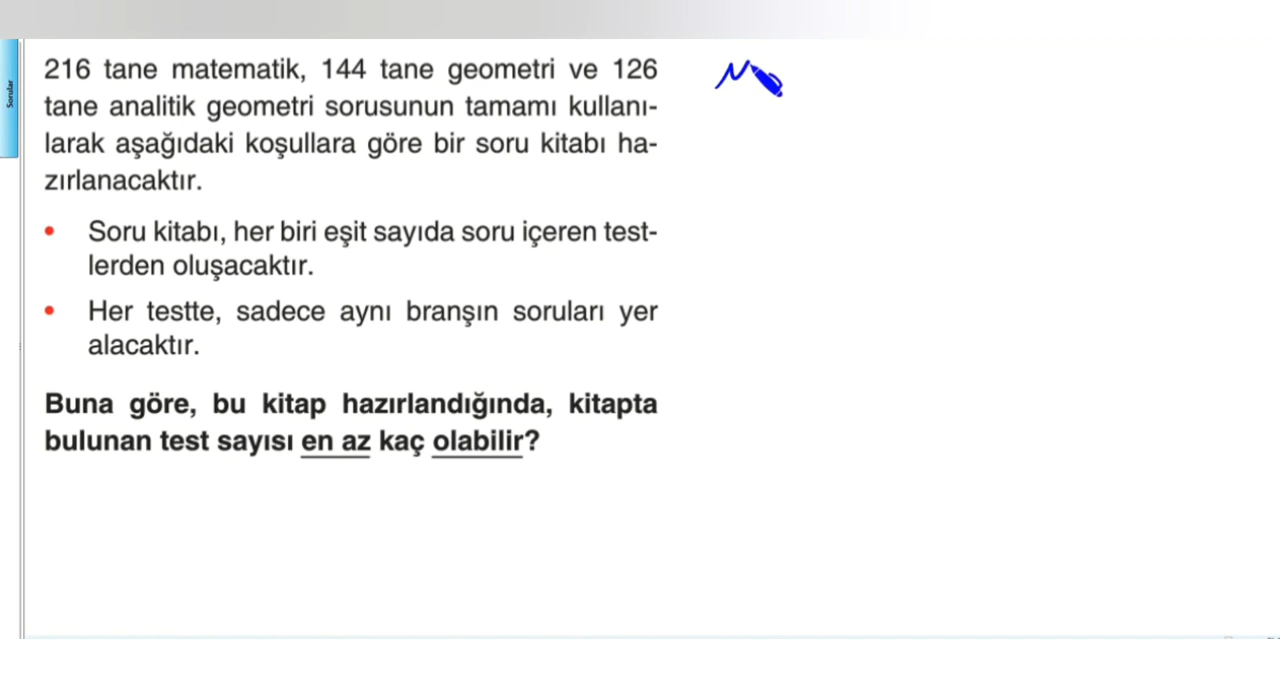 Sorular
216 tane matematik, 144 tane geometri ve 126
tane analitik geometri sorusunun tamamı kullanı-
larak aşağıdaki koşullara göre bir soru kitabı ha-
zırlanacaktır.
• Soru kitabı, her biri eşit sayıda soru içeren test-
lerden oluşacaktır.
• Her testte, sadece aynı branşın soruları yer
alacaktır.
Buna göre, bu kitap hazırlandığında, kitapta
bulunan test sayısı en az kaç olabilir?